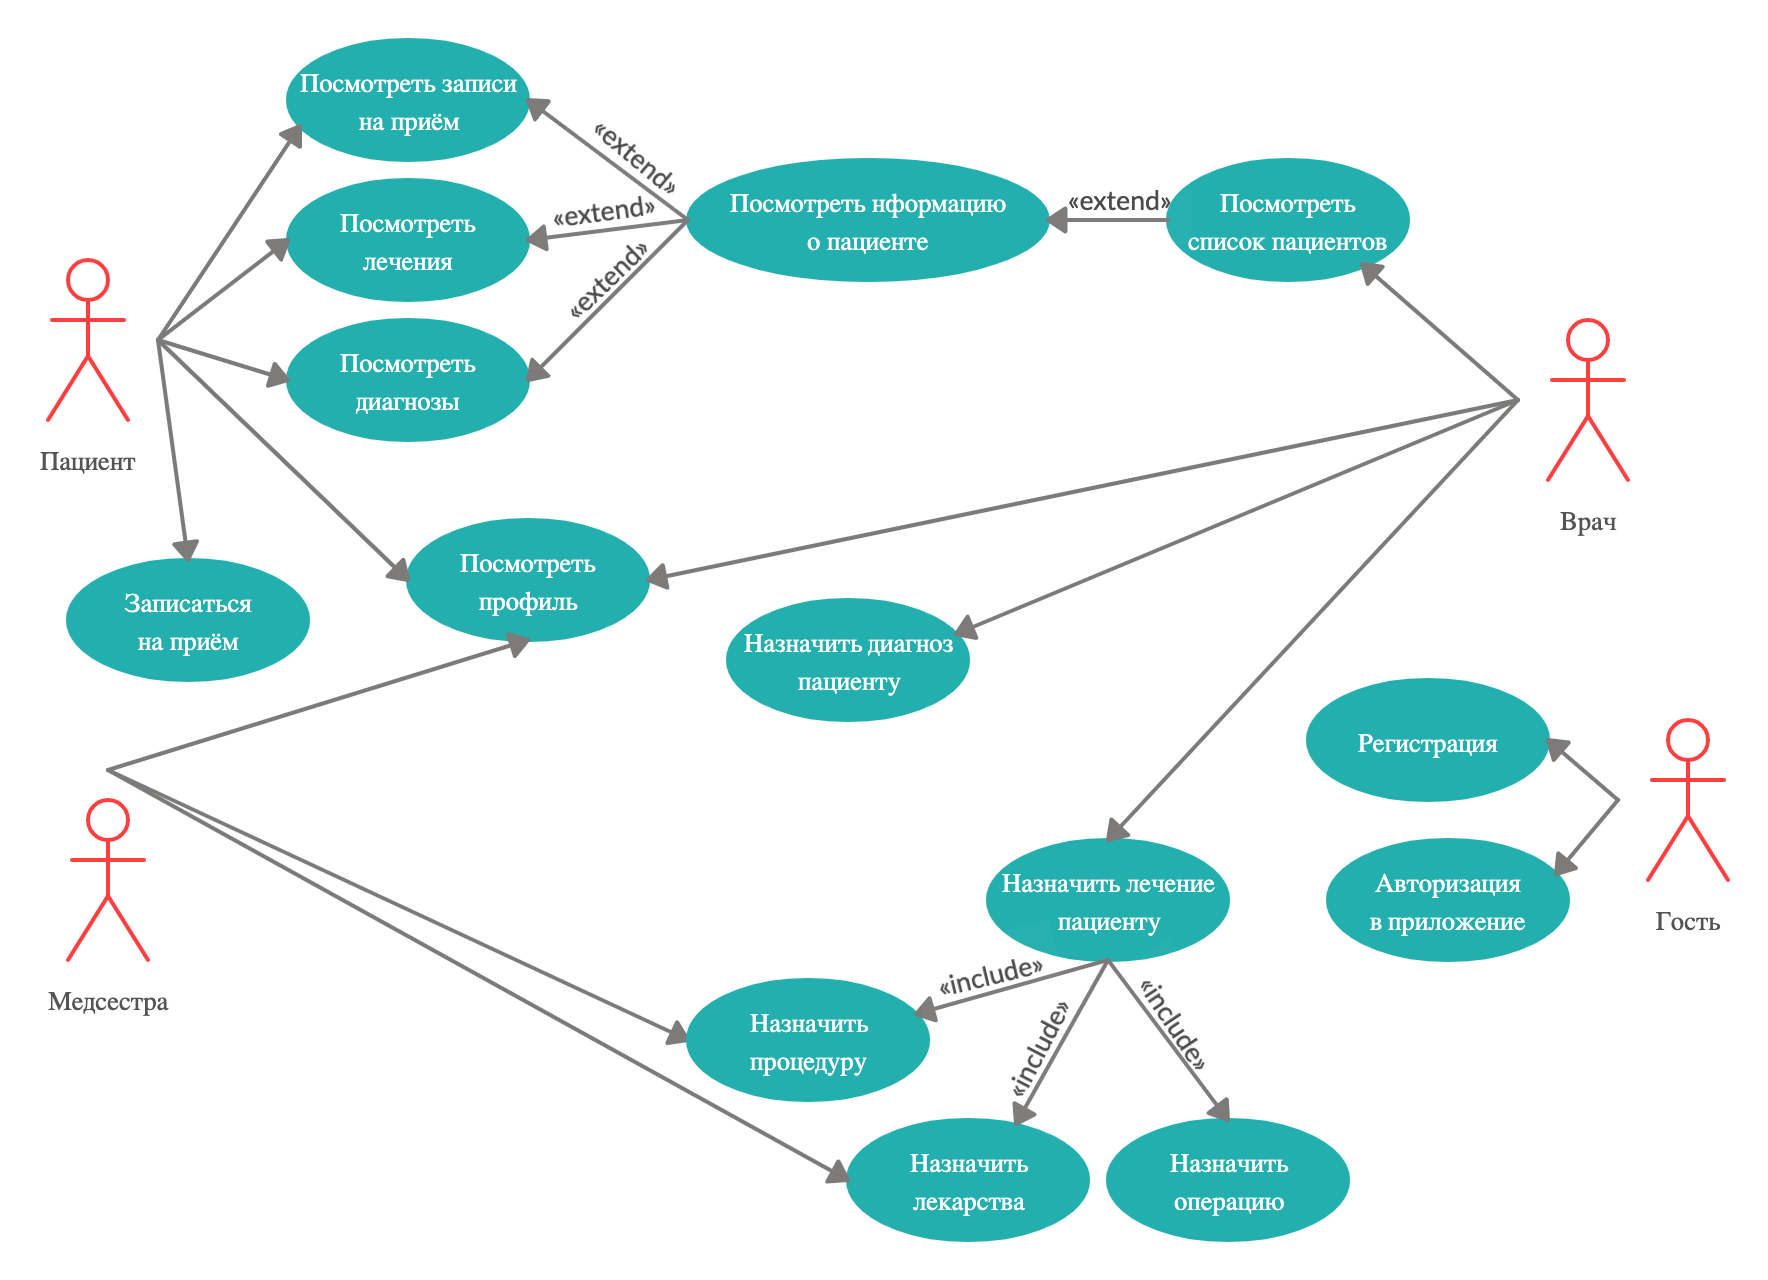 Посмотреть записи
на приём
«extend»
Посмотреть нформацию
о пациенте
«extend»
Посмотреть
список пациентов
Посмотреть
лечения
«extend»
«extend»
Посмотреть
диагнозы
Пациент
Врач
Посмотреть
профиль
Записаться
на приём
Назначить диагноз
пациенту
Регистрация
Назначить лечение
пациенту
Авторизация
в приложение
Гость
Медсестра
«include»
«include»
«include»
Назначить
процедуру
Назначить
лекарства
Назначить
операцию